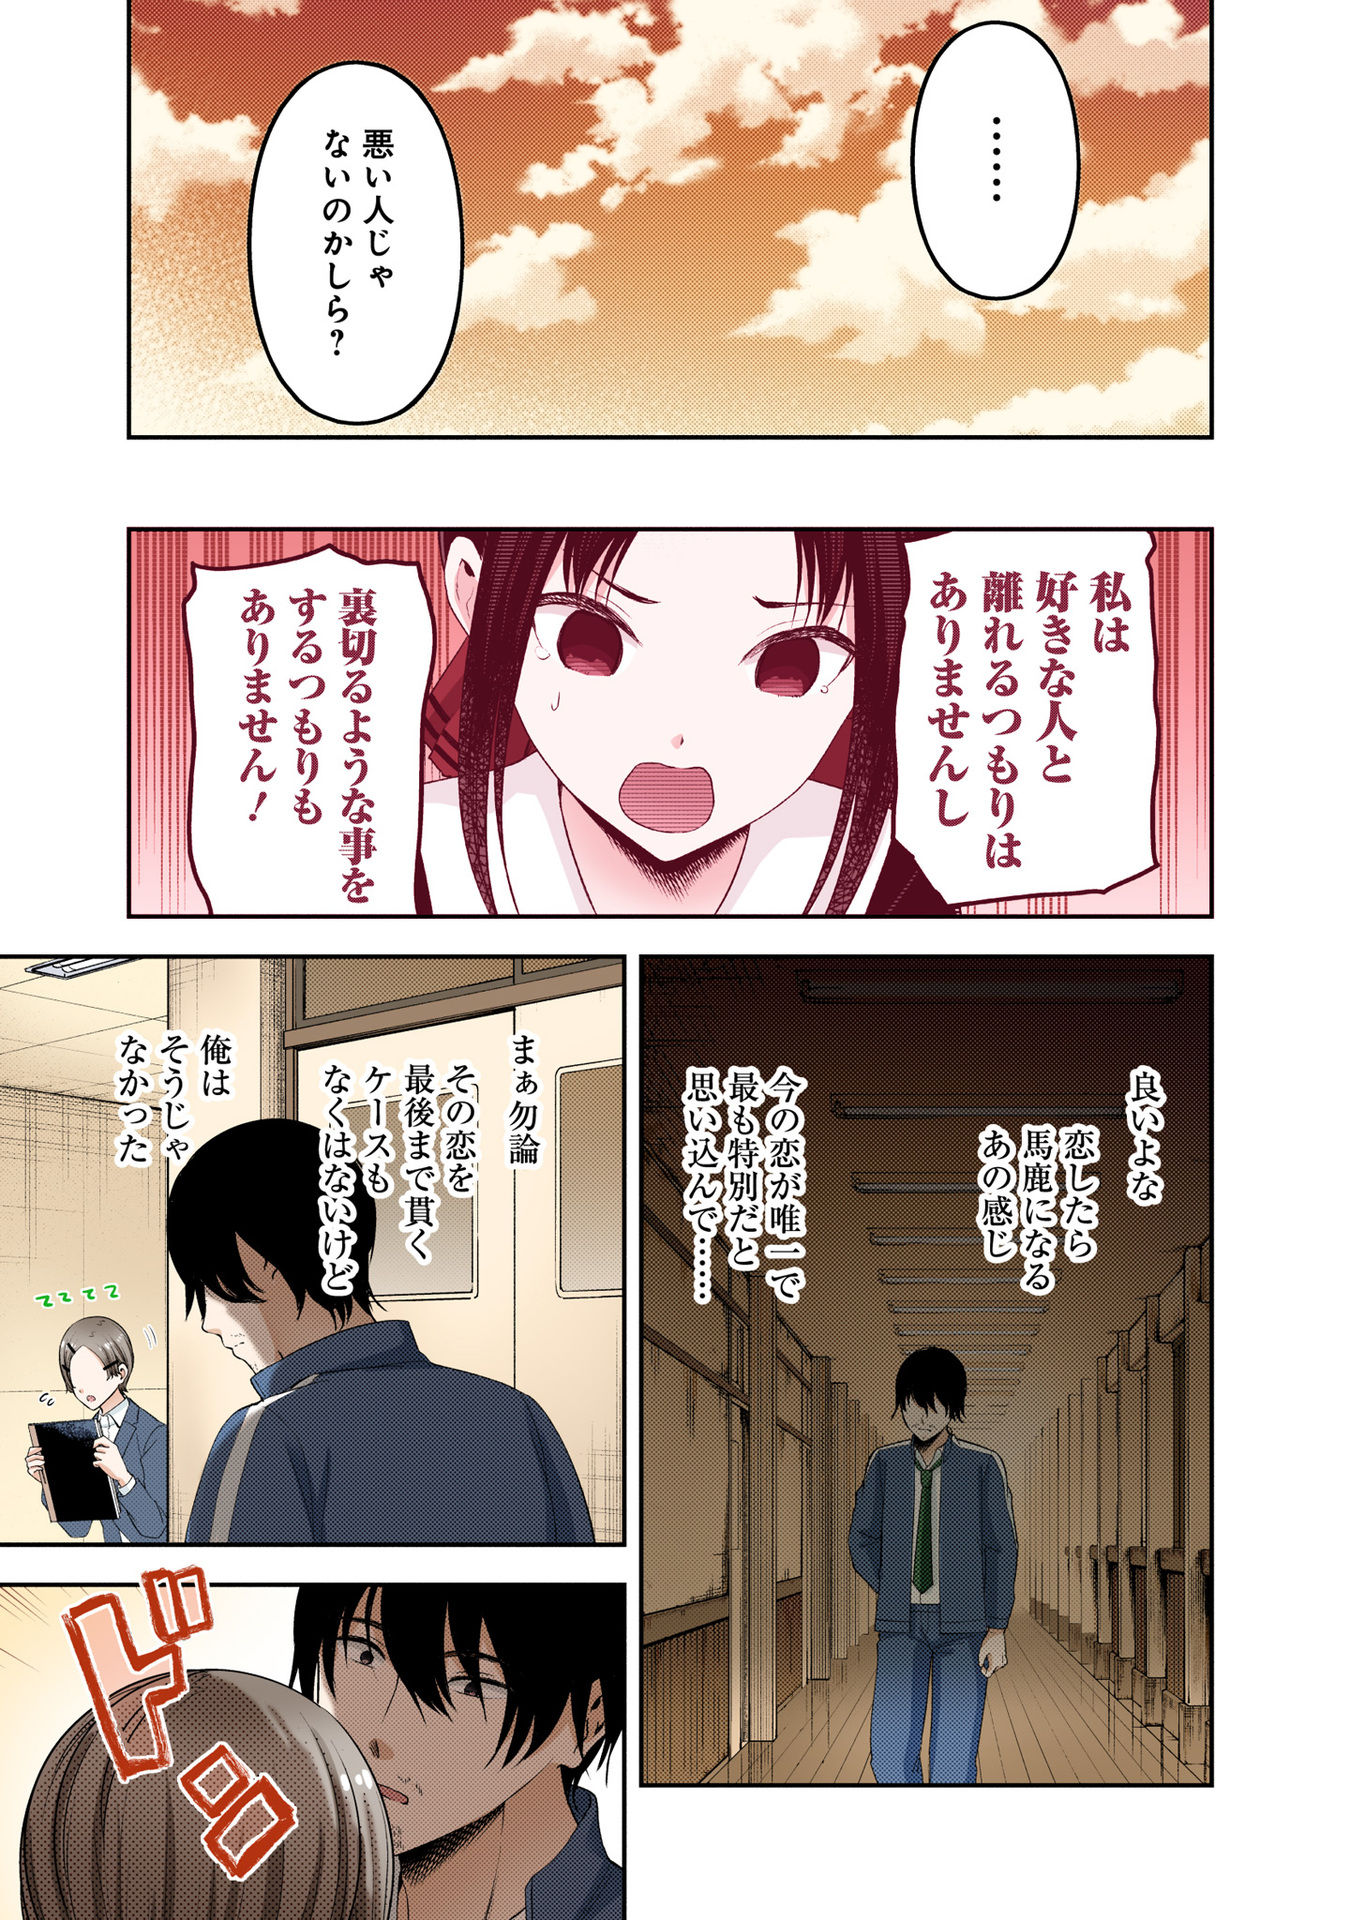 ……
悪い人じゃ
ないのかしら？
私は
好きな人と
離れるつもりは
ありませんし
裏切るような事を
するつもりも
ありません！
良いよな
恋したら
馬鹿になる
あの感じ
今の恋が唯一で
最も特別だと
思い込んで……
まぁ勿論
その恋を
最後まで貫く
ケースも
なくはないけど
俺は
そうじゃ
なかった
てててて
ドン